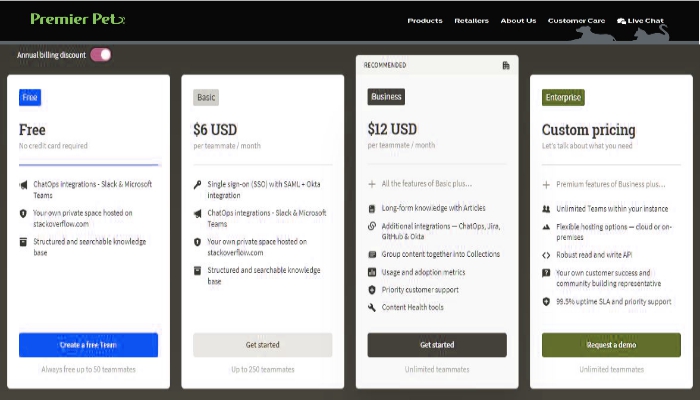 Premier Pet
Products Retailers About Us Customer Care Live Chat
Annual billing discount
Free
Free
No credit card required
ChatOps integrations - Slack & Microsoft
Teams
Your own private space hosted on
stackoverflow.com
Structured and searchable knowledge
base
Create a free Team
Always free up to 50 teammates
Basic
$6 USD
per teammate / month
Single sign-on (SSO) with SAML + Okta
integration
ChatOps integrations - Slack & Microsoft
Teams
Your own private space hosted on
stackoverflow.com
Structured and searchable knowledge
base
Get started
Up to 250 teammates
RECOMMENDED
Business
$12 USD
per teammate / month
All the features of Basic plus...
Long-form knowledge with Articles
Additional integrations — ChatOps, Jira,
GitHub & Okta
Group content together into Collections
Usage and adoption metrics
Priority customer support
Content Health tools
Get started
Unlimited teammates
Enterprise
Custom pricing
Let's talk about what you need
Premium features of Business plus...
Unlimited Teams within your instance
Flexible hosting options — cloud or on-
premises
Robust read and write API
Your own customer success and
community building representative
99.5% uptime SLA and priority support
Request a demo
Unlimited teammates